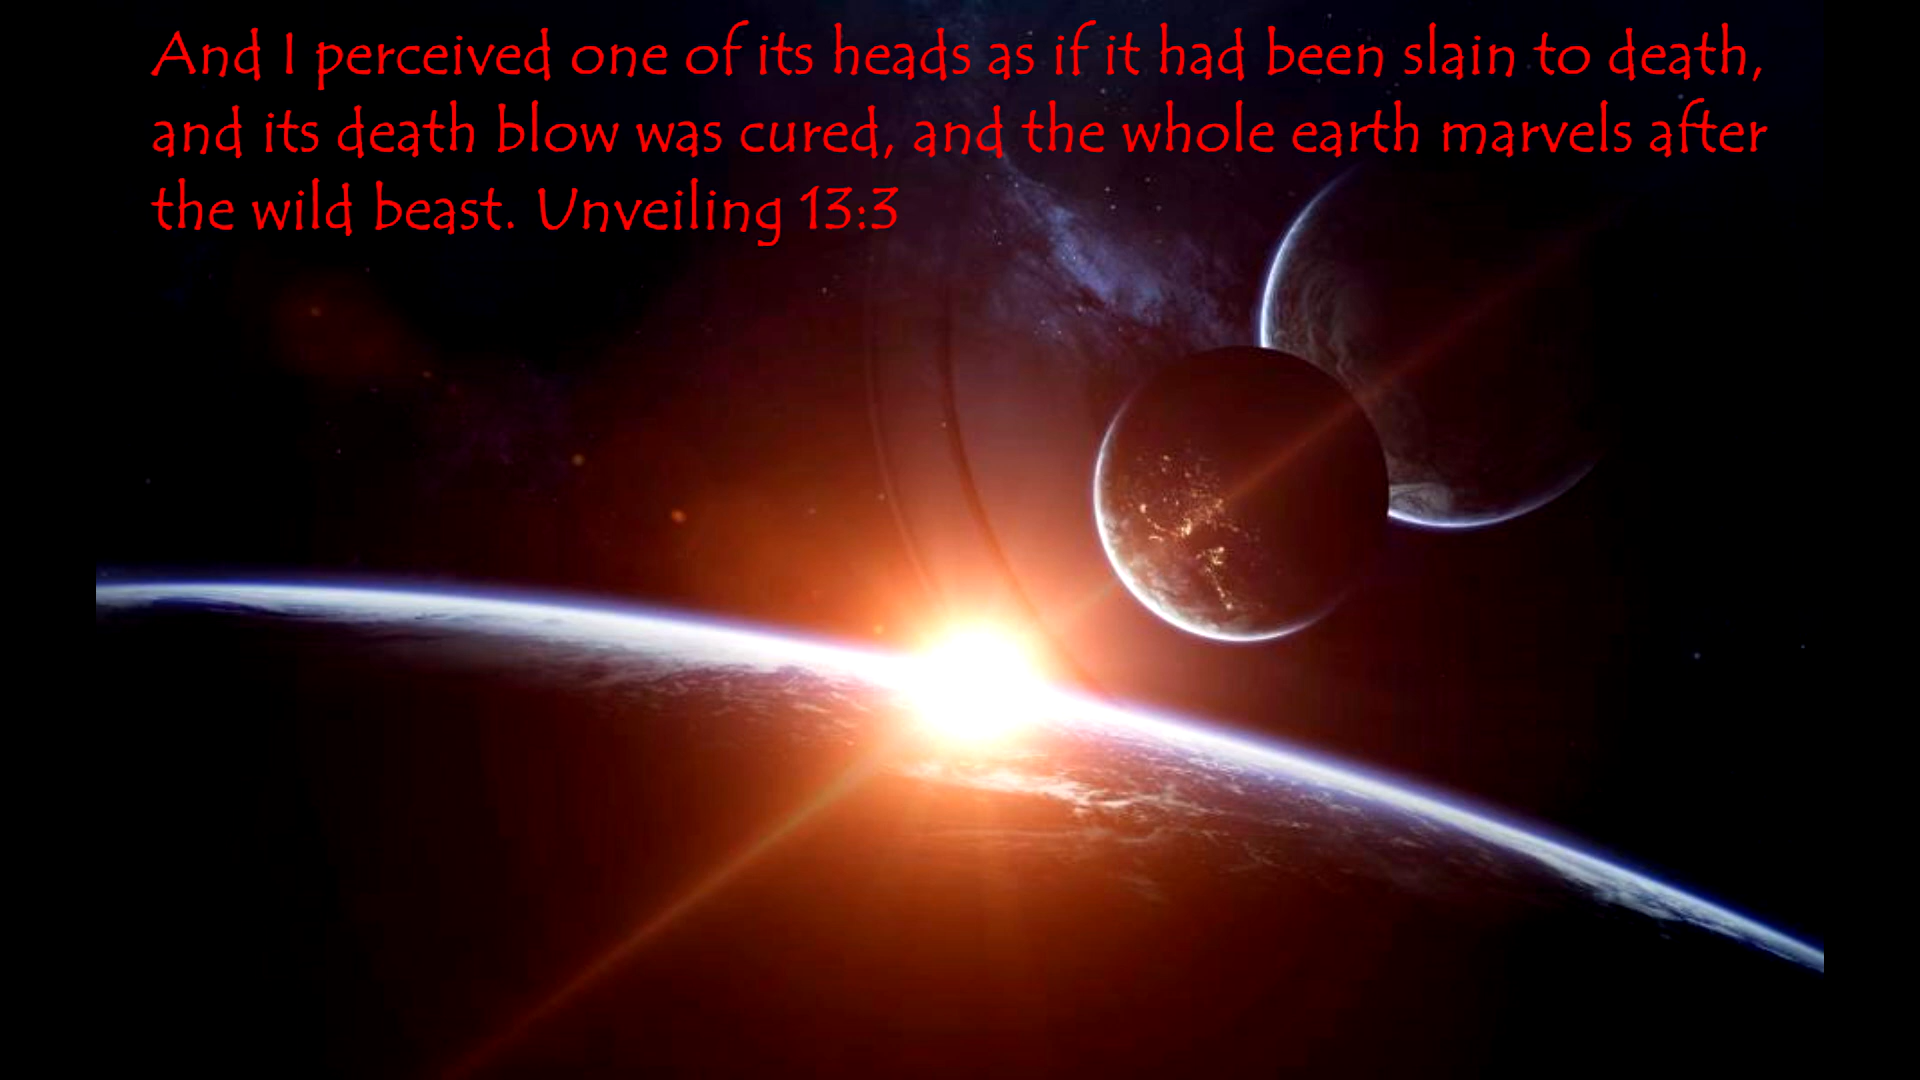 And I perceived one of its heads as if it had been slain to death,
and its death blow was cured, and the whole earth marvels after
the wild beast. Unveiling 13:3